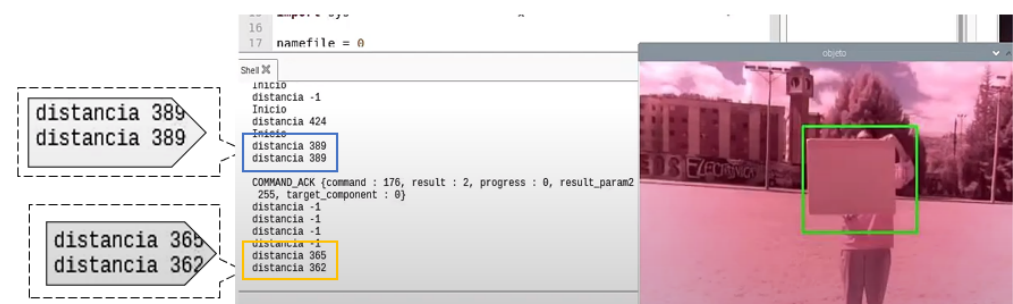 distancia 389
distancia 389
distancia 365
distancia 362
16
17 namefile = 0
Shell
Inicio
distancia -1
Inicio
distancia 424
Inicio
distancia 389
distancia 389
COMMAND_ACK {command : 176, result : 2, progress : 0, result_param2
255, target_component : 0}
distancia -1
distancia -1
distancia -1
distancia -1
distancia 365
distancia 362
objeto